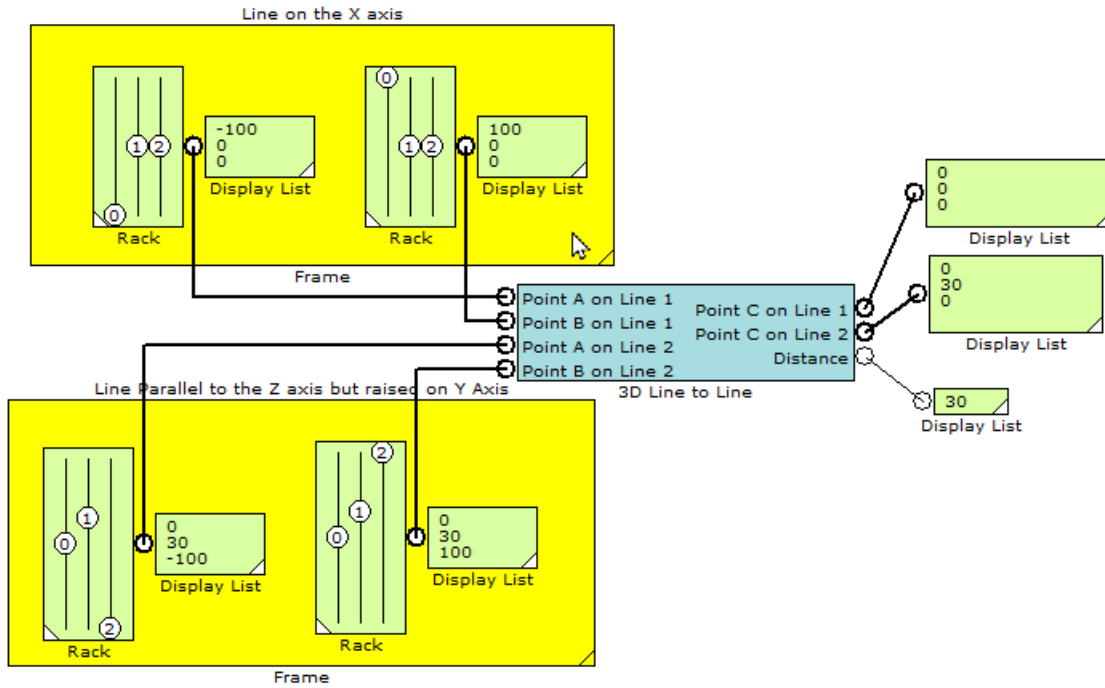 Line on the X axis
0
1 2
-100
0
0
Display List
Rack
0
1 2
100
0
0
Display List
Rack
Frame
Point A on Line 1
Point B on Line 1
Point A on Line 2
Point B on Line 2
Point C on Line 1
Point C on Line 2
Distance
3D Line to Line
0
0
0
Display List
0
30
0
Display List
30
Display List
Line Parallel to the Z axis but raised on Y Axis
0
1
2
0
30
-100
Display List
Rack
0
1
2
0
30
100
Display List
Rack
Frame